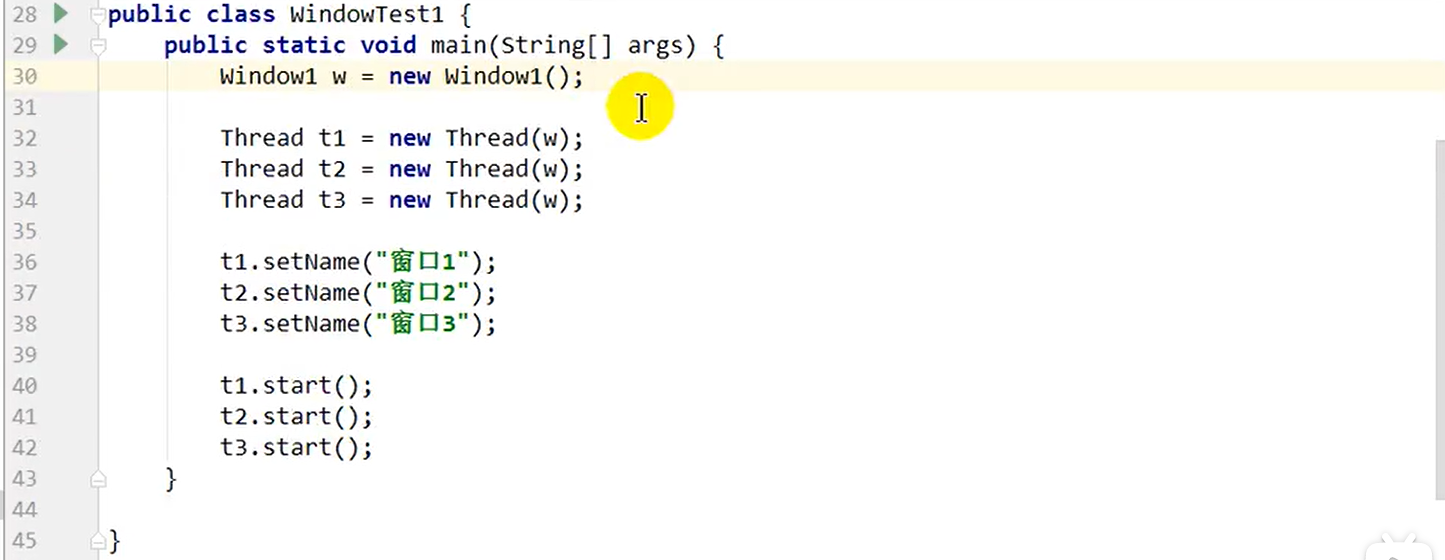 28 public class WindowTest1 {
29 public static void main(String[] args) {
30 Window1 w = new Window1();
31
32 Thread t1 = new Thread(w);
33 Thread t2 = new Thread(w);
34 Thread t3 = new Thread(w);
35
36 t1.setName("窗口1");
37 t2.setName("窗口2");
38 t3.setName("窗口3");
39
40 t1.start();
41 t2.start();
42 t3.start();
43 }
44
45 }